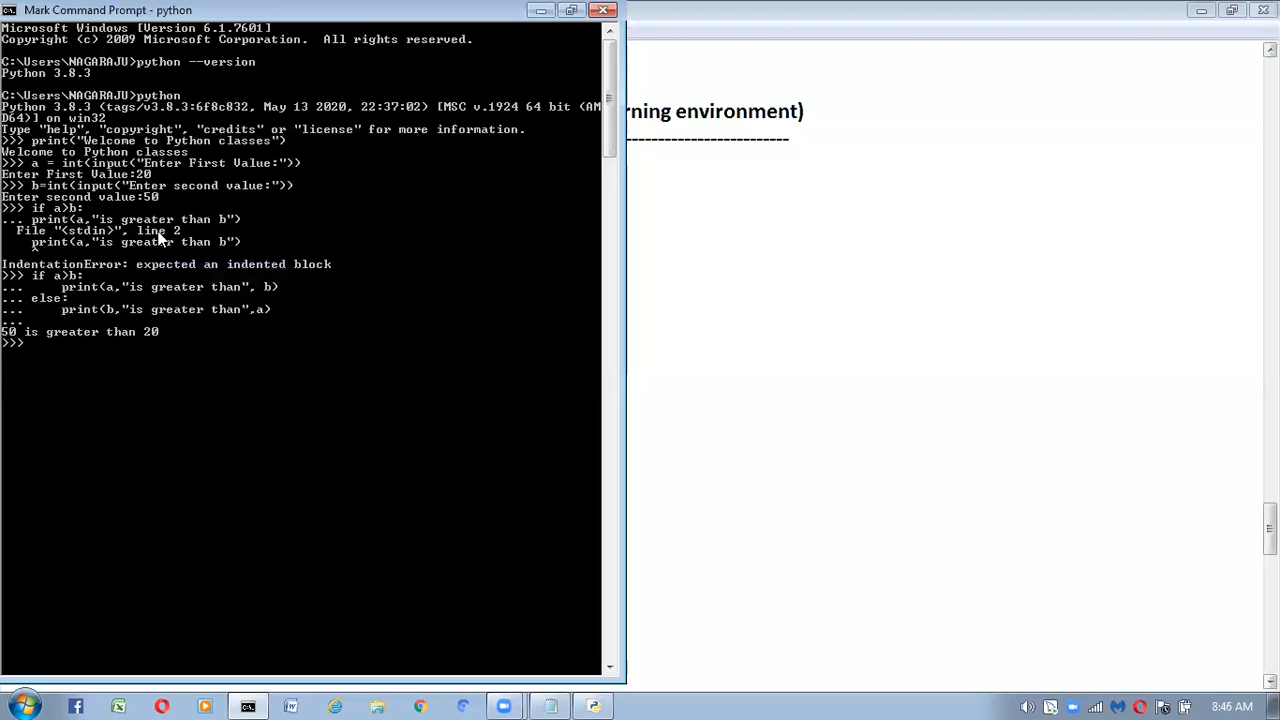 Mark Command Prompt - python
Microsoft Windows [Version 6.1.7601]
Copyright (c) 2009 Microsoft Corporation.  All rights reserved.
C:\Users\NAGARAJU>python --version
Python 3.8.3
C:\Users\NAGARAJU>python
Python 3.8.3 (tags/v3.8.3:6f8c832, May 13 2020, 22:37:02) [MSC v.1924 64 bit (AM
D64)] on win32
Type "help", "copyright", "credits" or "license" for more information.
>>> print("Welcome to Python classes")
Welcome to Python classes
>>> a = int(input("Enter First Value:"))
Enter First Value:20
>>> b=int(input("Enter second value:"))
Enter second value:50
>>> if a>b:
... print(a,"is greater than b")
  File "<stdin>", line 2
    print(a,"is greater than b")
    ^
IndentationError: expected an indented block
>>> if a>b:
...     print(a,"is greater than", b)
... else:
...     print(b,"is greater than",a)
...
50 is greater than 20
>>>
rning environment)
------------------------
8:46 AM